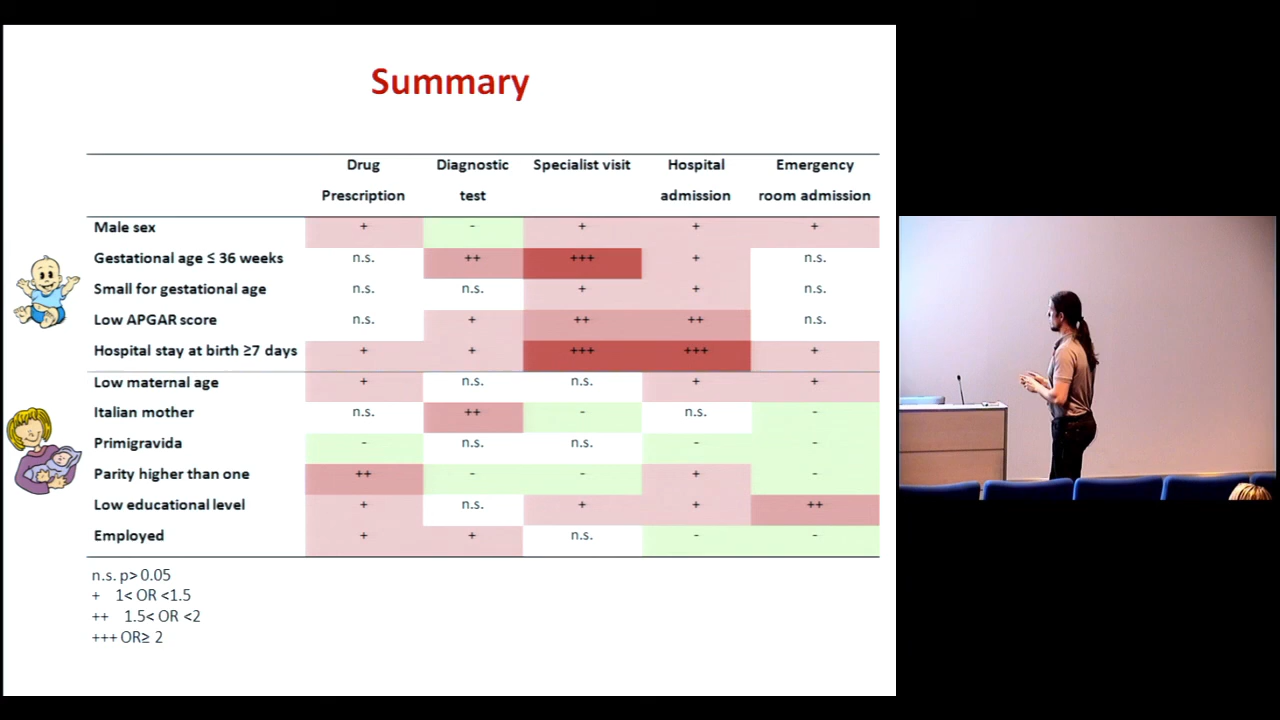 Summary
Drug Prescription Diagnostic test Specialist visit Hospital admission Emergency room admission
Male sex + - + + +
Gestational age ≤ 36 weeks n.s. ++ +++ + n.s.
Small for gestational age n.s. n.s. + + n.s.
Low APGAR score n.s. + ++ ++ n.s.
Hospital stay at birth ≥7 days + + +++ +++ +
Low maternal age + n.s. n.s. + +
Italian mother n.s. ++ - n.s. -
Primigravida - n.s. n.s. - -
Parity higher than one ++ - - + -
Low educational level + n.s. + + ++
Employed + + n.s. - -
n.s. p> 0.05
+ 1< OR <1.5
++ 1.5< OR <2
+++ OR≥ 2